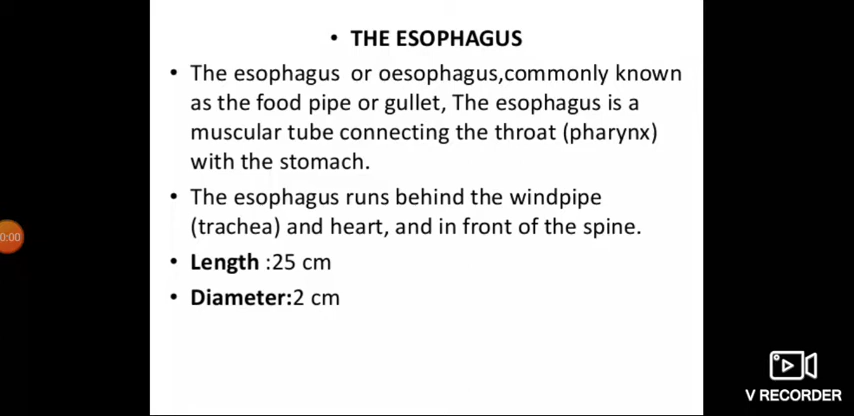 • THE ESOPHAGUS
• The esophagus or oesophagus,commonly known
as the food pipe or gullet, The esophagus is a
muscular tube connecting the throat (pharynx)
with the stomach.
• The esophagus runs behind the windpipe
(trachea) and heart, and in front of the spine.
0:00
• Length :25 cm
• Diameter:2 cm
V RECORDER